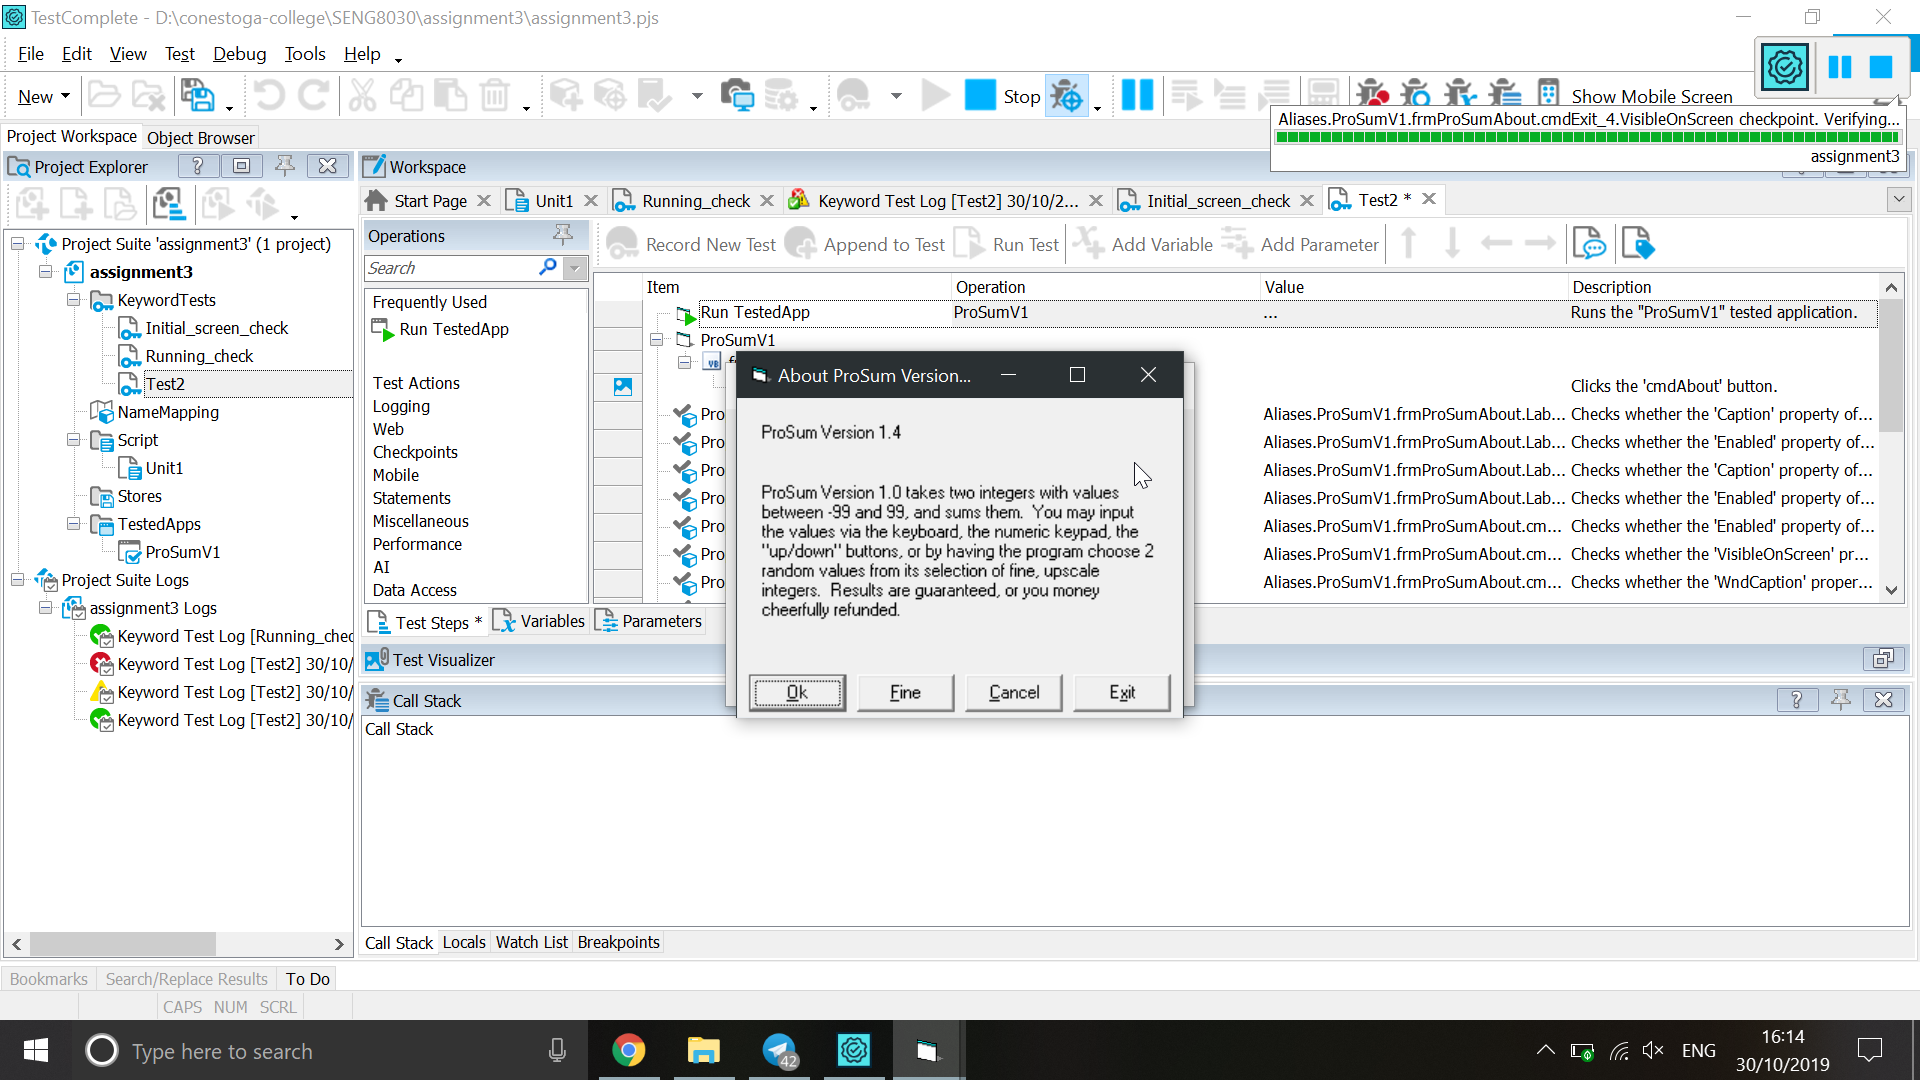 TestComplete - D:\conestoga-college\SENG8030\assignment3\assignment3.pjs
File Edit View Test Tools Debug Tools Help
New
Stop
Show Mobile Screen
Aliases.ProSumV1.frmProSumAbout.cmdExit_4.VisibleOnScreen checkpoint. Verifying...
assignment3
Project Workspace Object Browser
Project Explorer
Workspace
Start Page Unit1 Running_check Keyword Test Log [Test2] 30/10/2... Initial_screen_check Test2 *
Project Suite 'assignment3' (1 project)
assignment3
KeywordTests
Initial_screen_check
Running_check
Test2
NameMapping
Script
Unit1
Stores
TestedApps
ProSumV1
Project Suite Logs
assignment3 Logs
Keyword Test Log [Running_chec
Keyword Test Log [Test2] 30/10/
Keyword Test Log [Test2] 30/10/
Keyword Test Log [Test2] 30/10/
Operations
Search
Frequently Used
Run TestedApp
Test Actions
Logging
Web
Checkpoints
Mobile
Statements
Miscellaneous
Performance
AI
Data Access
Record New Test Append to Test Run Test Add Variable Add Parameter
Item Operation Value Description
Run TestedApp ProSumV1 ... Runs the "ProSumV1" tested application.
ProSumV1
Clicks the 'cmdAbout' button.
Pro Aliases.ProSumV1.frmProSumAbout.Lab... Checks whether the 'Caption' property of...
Pro Aliases.ProSumV1.frmProSumAbout.Lab... Checks whether the 'Enabled' property of...
Pro Aliases.ProSumV1.frmProSumAbout.Lab... Checks whether the 'Caption' property of...
Pro Aliases.ProSumV1.frmProSumAbout.Lab... Checks whether the 'Enabled' property of...
Pro Aliases.ProSumV1.frmProSumAbout.cm... Checks whether the 'Enabled' property of...
Pro Aliases.ProSumV1.frmProSumAbout.cm... Checks whether the 'VisibleOnScreen' pr...
Pro Aliases.ProSumV1.frmProSumAbout.cm... Checks whether the 'WndCaption' proper...
About ProSum Version...
ProSum Version 1.4
ProSum Version 1.0 takes two integers with values
between -99 and 99, and sums them. You may input
the values via the keyboard, the numeric keypad, the
"up/down" buttons, or by having the program choose 2
random values from its selection of fine, upscale
integers. Results are guaranteed, or you money
cheerfully refunded.
Ok Fine Cancel Exit
Test Steps * Variables Parameters
Test Visualizer
Call Stack
Call Stack
Call Stack Locals Watch List Breakpoints
Bookmarks Search/Replace Results To Do
CAPS NUM SCRL
Type here to search
42
ENG
16:14
30/10/2019